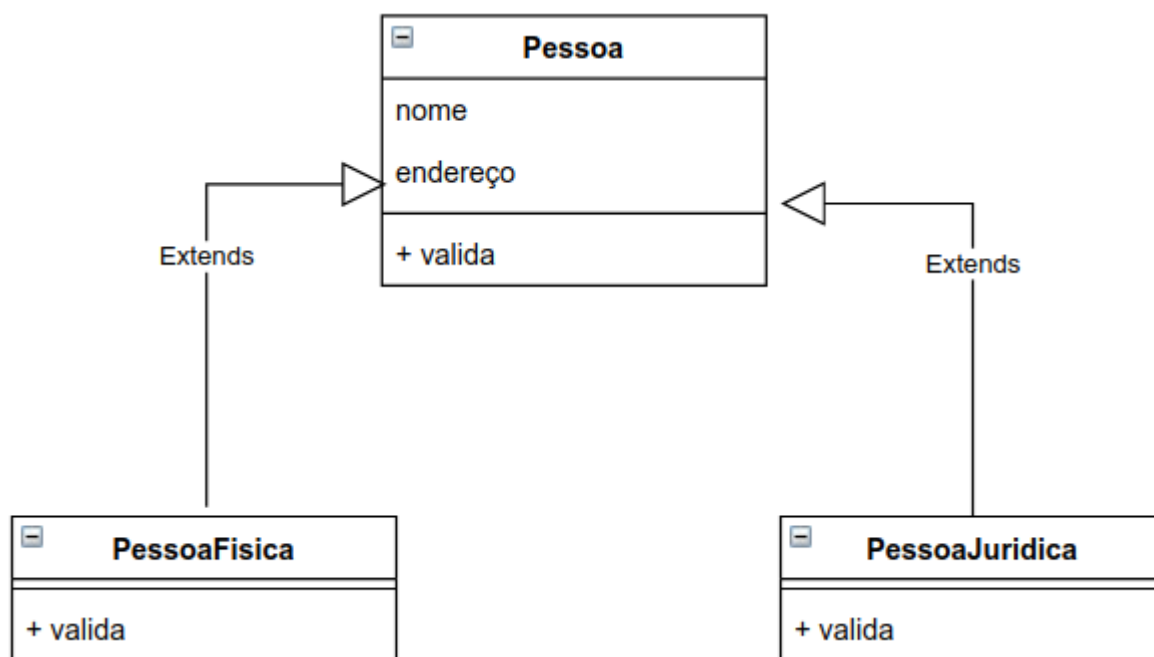 Pessoa
nome
endereço
+ valida
Extends
Extends
PessoaFisica
+ valida
PessoaJuridica
+ valida